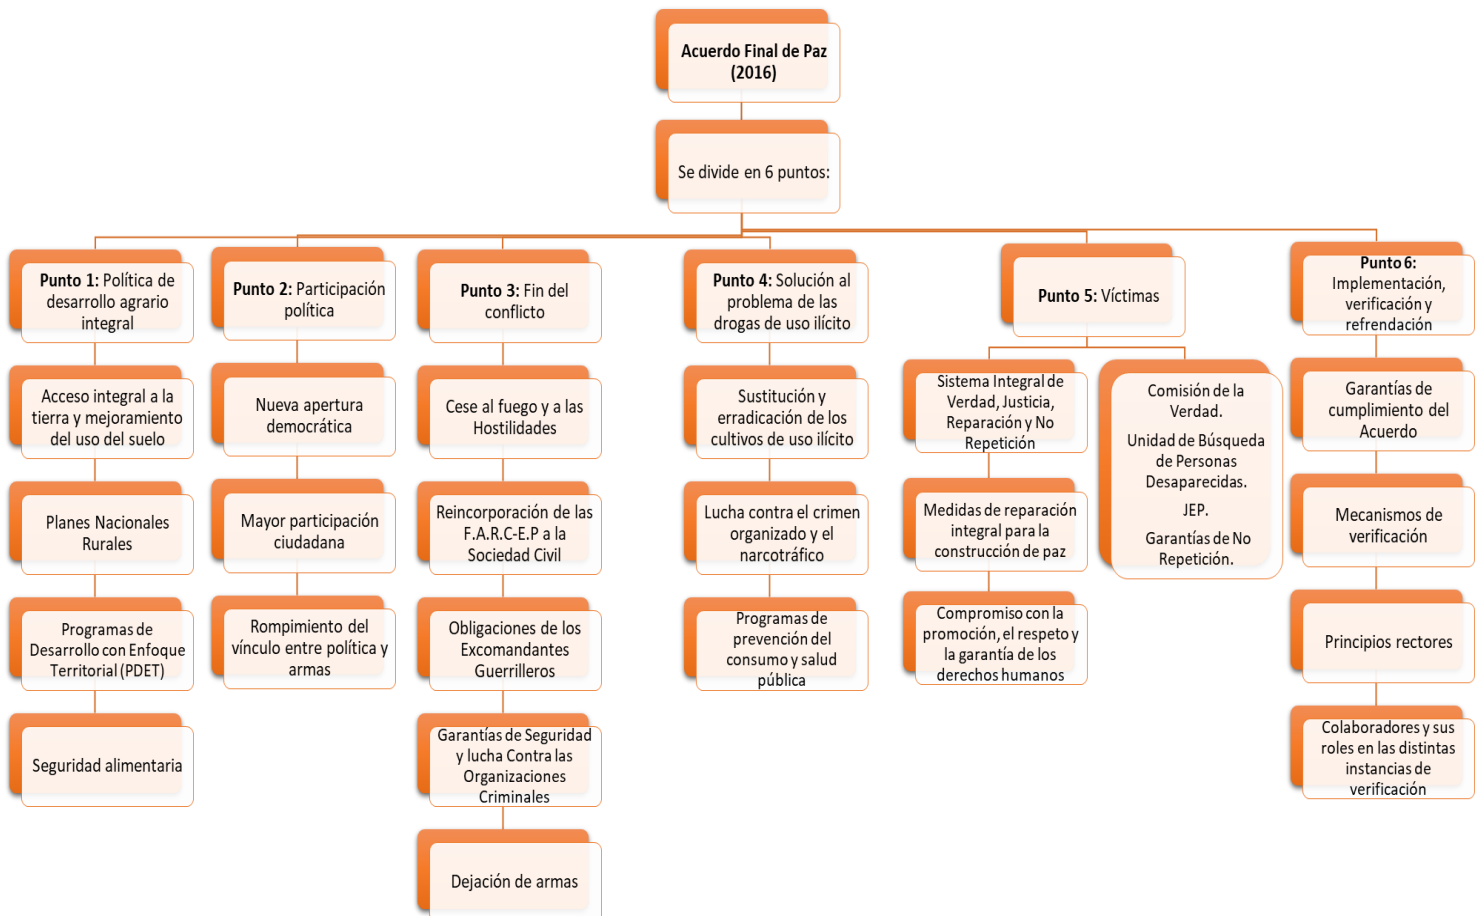 Acuerdo Final de Paz
(2016)
Se divide en 6 puntos:
Punto 1: Política de
desarrollo agrario
integral
Acceso integral a la
tierra y mejoramiento
del uso del suelo
Planes Nacionales
Rurales
Programas de
Desarrollo con Enfoque
Territorial (PDET)
Seguridad alimentaria
Punto 2: Participación
política
Nueva apertura
democrática
Mayor participación
ciudadana
Rompimiento del
vínculo entre política y
armas
Punto 3: Fin del
conflicto
Cese al fuego y a las
Hostilidades
Reincorporación de las
F.A.R.C-E.P a la
Sociedad Civil
Obligaciones de los
Excomandantes
Guerrilleros
Garantías de Seguridad
y lucha Contra las
Organizaciones
Criminales
Dejación de armas
Punto 4: Solución al
problema de las
drogas de uso ilícito
Sustitución y
erradicación de los
cultivos de uso ilícito
Lucha contra el crimen
organizado y el
narcotráfico
Programas de
prevención del
consumo y salud
pública
Punto 5: Víctimas
Sistema Integral de
Verdad, Justicia,
Reparación y No
Repetición
Medidas de reparación
integral para la
construcción de paz
Compromiso con la
promoción, el respeto y
la garantía de los
derechos humanos
Comisión de la
Verdad.
Unidad de Búsqueda
de Personas
Desaparecidas.
JEP.
Garantías de No
Repetición.
Punto 6:
Implementación,
verificación y
refrendación
Garantías de
cumplimiento del
Acuerdo
Mecanismos de
verificación
Principios rectores
Colaboradores y sus
roles en las distintas
instancias de
verificación